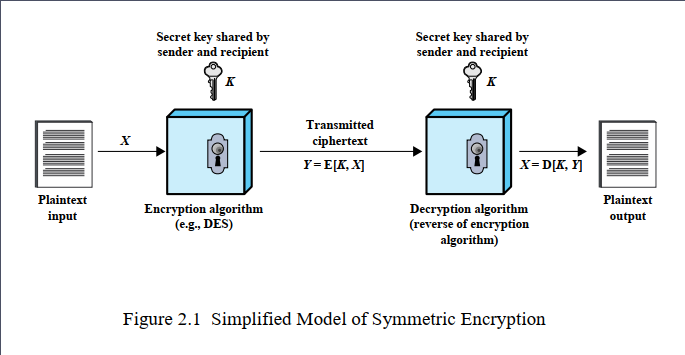 Secret key shared by
sender and recipient
K
Secret key shared by
sender and recipient
K
X
Transmitted
ciphertext
Y = E[K, X]
X = D[K, Y]
Plaintext
input
Encryption algorithm
(e.g., DES)
Decryption algorithm
(reverse of encryption
algorithm)
Plaintext
output
Figure 2.1 Simplified Model of Symmetric Encryption